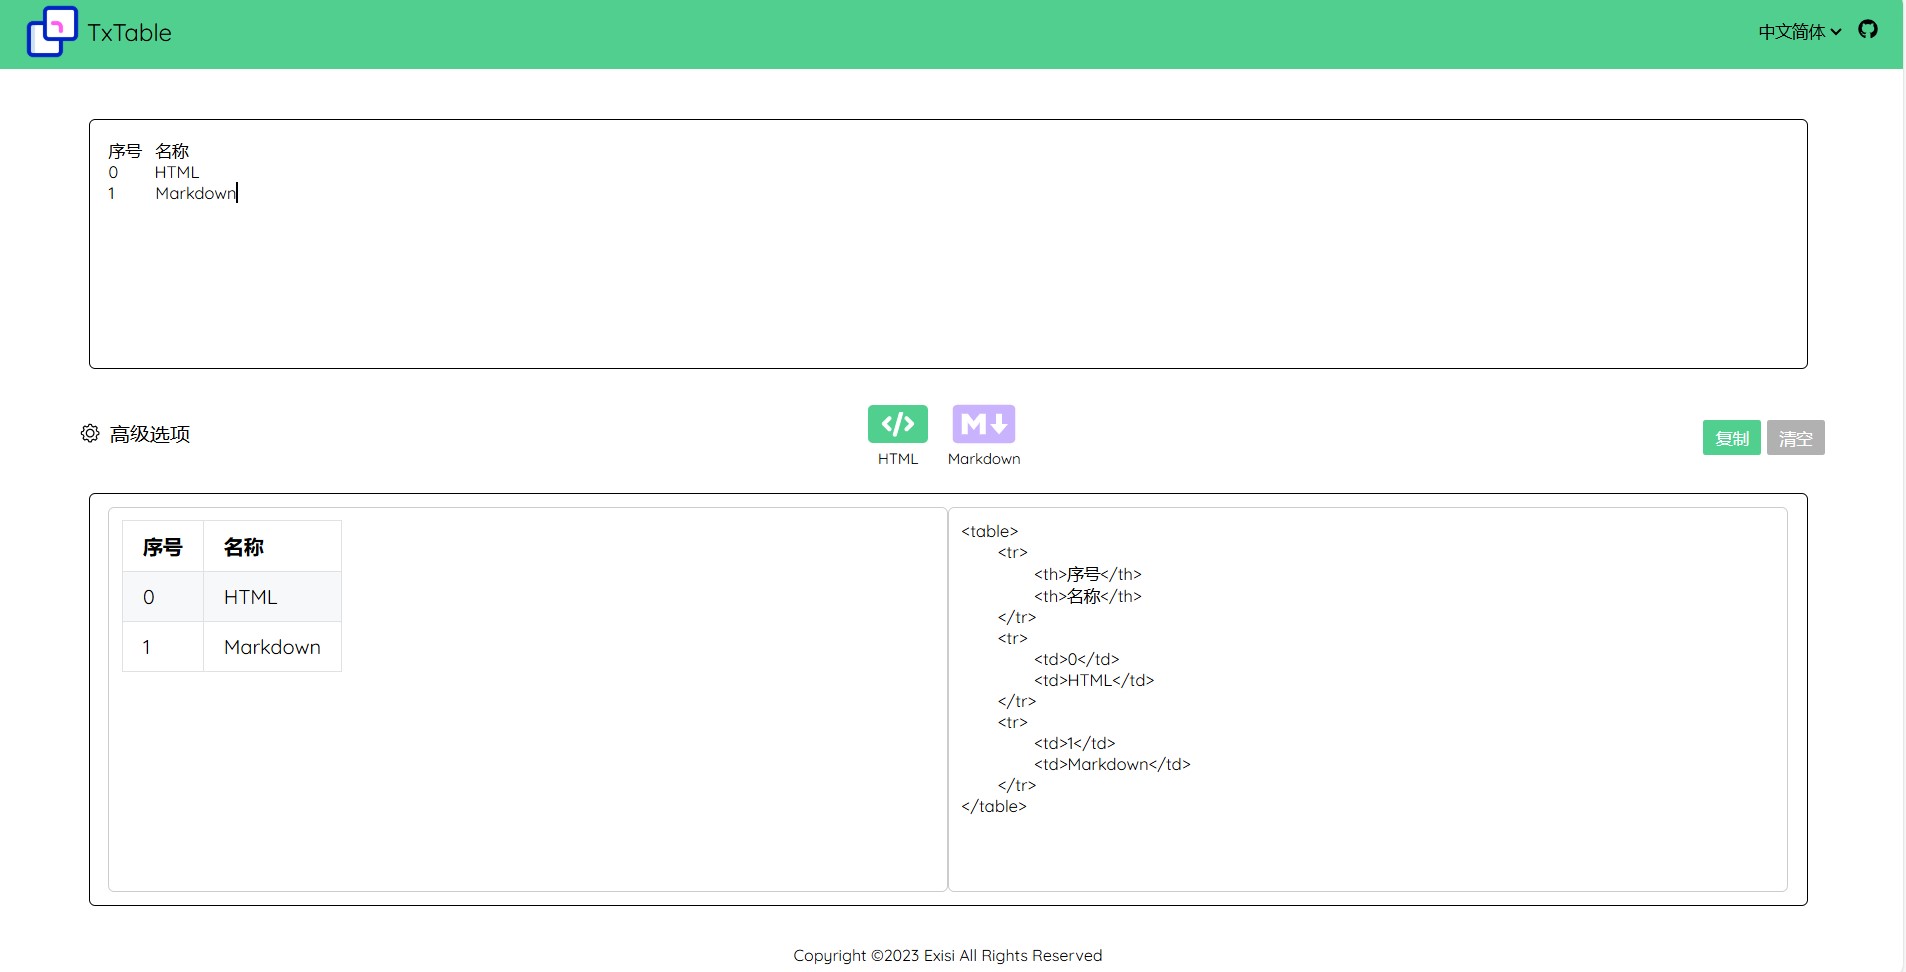 TxTable
中文简体
序号 名称
0 HTML
1 Markdown
高级选项
HTML
Markdown
复制
清空
序号 名称
0 HTML
1 Markdown
<table>
<tr>
<th>序号</th>
<th>名称</th>
</tr>
<tr>
<td>0</td>
<td>HTML</td>
</tr>
<tr>
<td>1</td>
<td>Markdown</td>
</tr>
</table>
Copyright ©2023 Exisi All Rights Reserved